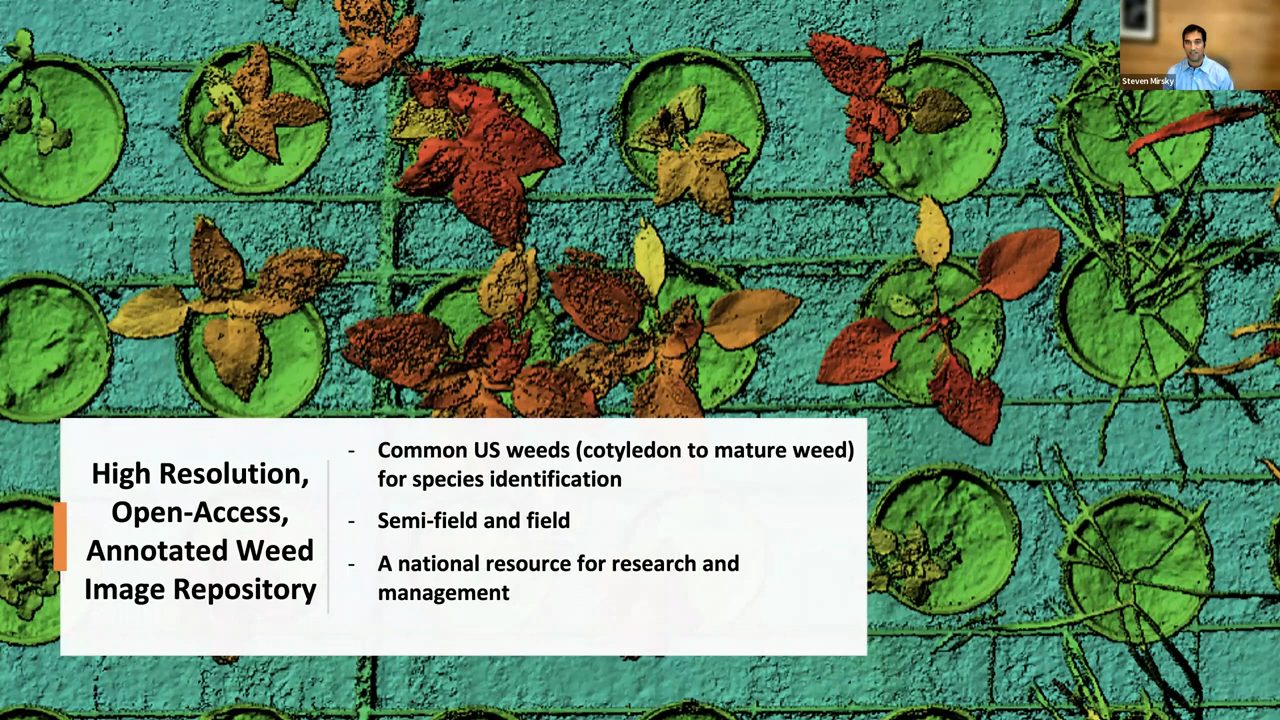 Steven Mirsky
High Resolution,
Open-Access,
Annotated Weed
Image Repository
- Common US weeds (cotyledon to mature weed)
for species identification
- Semi-field and field
- A national resource for research and
management